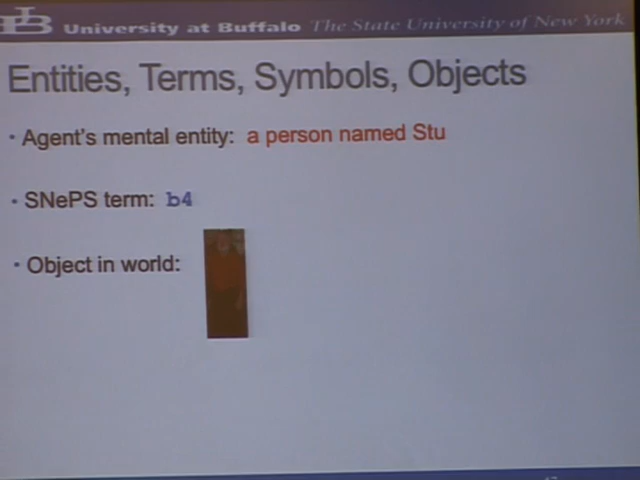 UB University at Buffalo The State University of New York
Entities, Terms, Symbols, Objects
· Agent's mental entity: a person named Stu
· SNePS term: b4
· Object in world: